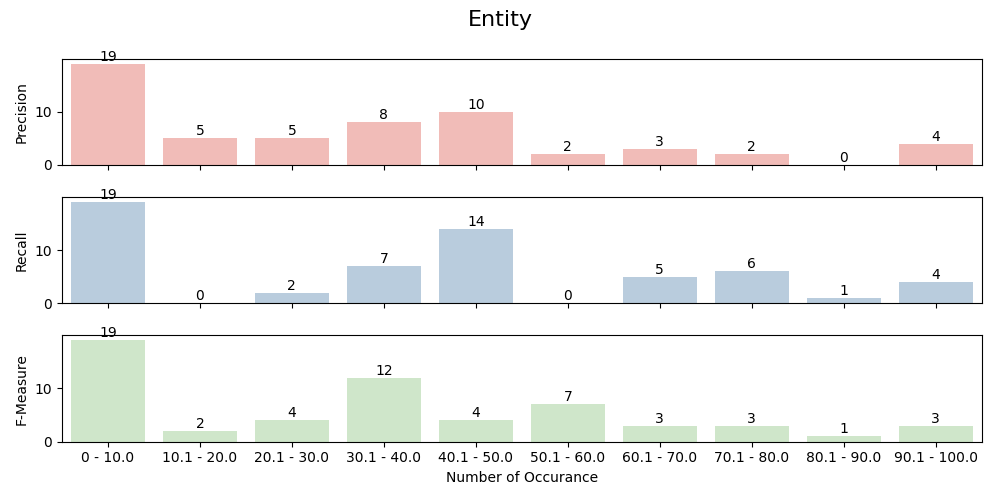 Entity
19 5 5 8 10 2 3 2 0 4
10
0
Precision
19 0 2 7 14 0 5 6 1 4
10
0
Recall
19 2 4 12 4 7 3 3 1 3
10
0
F-Measure
0 - 10.0 10.1 - 20.0 20.1 - 30.0 30.1 - 40.0 40.1 - 50.0 50.1 - 60.0 60.1 - 70.0 70.1 - 80.0 80.1 - 90.0 90.1 - 100.0
Number of Occurance